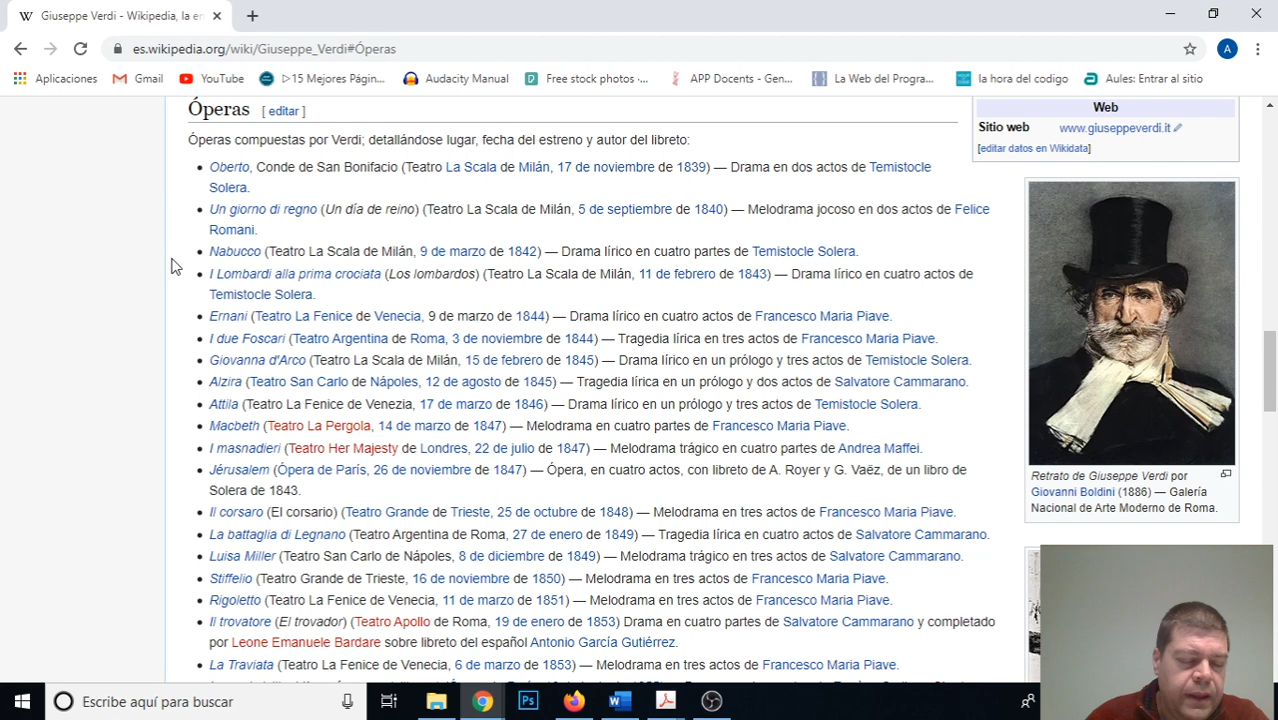 Giuseppe Verdi - Wikipedia, la en
es.wikipedia.org/wiki/Giuseppe_Verdi#Óperas
A
Aplicaciones
Gmail
YouTube
▷15 Mejores Págin...
Audacity Manual
Free stock photos ·...
APP Docents - Gen...
La Web del Progra...
la hora del codigo
Aules: Entrar al sitio
Óperas [ editar ]
Óperas compuestas por Verdi; detallándose lugar, fecha del estreno y autor del libreto:
Oberto, Conde de San Bonifacio (Teatro La Scala de Milán, 17 de noviembre de 1839) — Drama en dos actos de Temistocle
Solera.
Un giorno di regno (Un día de reino) (Teatro La Scala de Milán, 5 de septiembre de 1840) — Melodrama jocoso en dos actos de Felice
Romani.
Nabucco (Teatro La Scala de Milán, 9 de marzo de 1842) — Drama lírico en cuatro partes de Temistocle Solera.
I Lombardi alla prima crociata (Los lombardos) (Teatro La Scala de Milán, 11 de febrero de 1843) — Drama lírico en cuatro actos de
Temistocle Solera.
Ernani (Teatro La Fenice de Venecia, 9 de marzo de 1844) — Drama lírico en cuatro actos de Francesco Maria Piave.
I due Foscari (Teatro Argentina de Roma, 3 de noviembre de 1844) — Tragedia lírica en tres actos de Francesco Maria Piave.
Giovanna d'Arco (Teatro La Scala de Milán, 15 de febrero de 1845) — Drama lírico en un prólogo y tres actos de Temistocle Solera.
Alzira (Teatro San Carlo de Nápoles, 12 de agosto de 1845) — Tragedia lírica en un prólogo y dos actos de Salvatore Cammarano.
Attila (Teatro La Fenice de Venezia, 17 de marzo de 1846) — Drama lírico en un prólogo y tres actos de Temistocle Solera.
Macbeth (Teatro La Pergola, 14 de marzo de 1847) — Melodrama en cuatro partes de Francesco Maria Piave.
I masnadieri (Teatro Her Majesty de Londres, 22 de julio de 1847) — Melodrama trágico en cuatro partes de Andrea Maffei.
Jérusalem (Ópera de París, 26 de noviembre de 1847) — Ópera, en cuatro actos, con libreto de A. Royer y G. Vaëz, de un libro de
Solera de 1843.
Il corsaro (El corsario) (Teatro Grande de Trieste, 25 de octubre de 1848) — Melodrama en tres actos de Francesco Maria Piave.
La battaglia di Legnano (Teatro Argentina de Roma, 27 de enero de 1849) — Tragedia lírica en cuatro actos de Salvatore Cammarano.
Luisa Miller (Teatro San Carlo de Nápoles, 8 de diciembre de 1849) — Melodrama trágico en tres actos de Salvatore Cammarano.
Stiffelio (Teatro Grande de Trieste, 16 de noviembre de 1850) — Melodrama en tres actos de Francesco Maria Piave.
Rigoletto (Teatro La Fenice de Venecia, 11 de marzo de 1851) — Melodrama en tres actos de Francesco Maria Piave.
Il trovatore (El trovador) (Teatro Apollo de Roma, 19 de enero de 1853) Drama en cuatro partes de Salvatore Cammarano y completado
por Leone Emanuele Bardare sobre libreto del español Antonio García Gutiérrez.
La Traviata (Teatro La Fenice de Venecia, 6 de marzo de 1853) — Melodrama en tres actos de Francesco Maria Piave.
Web
Sitio web www.giuseppeverdi.it
[editar datos en Wikidata]
Retrato de Giuseppe Verdi por
Giovanni Boldini (1886) — Galería
Nacional de Arte Moderno de Roma.
Escribe aquí para buscar